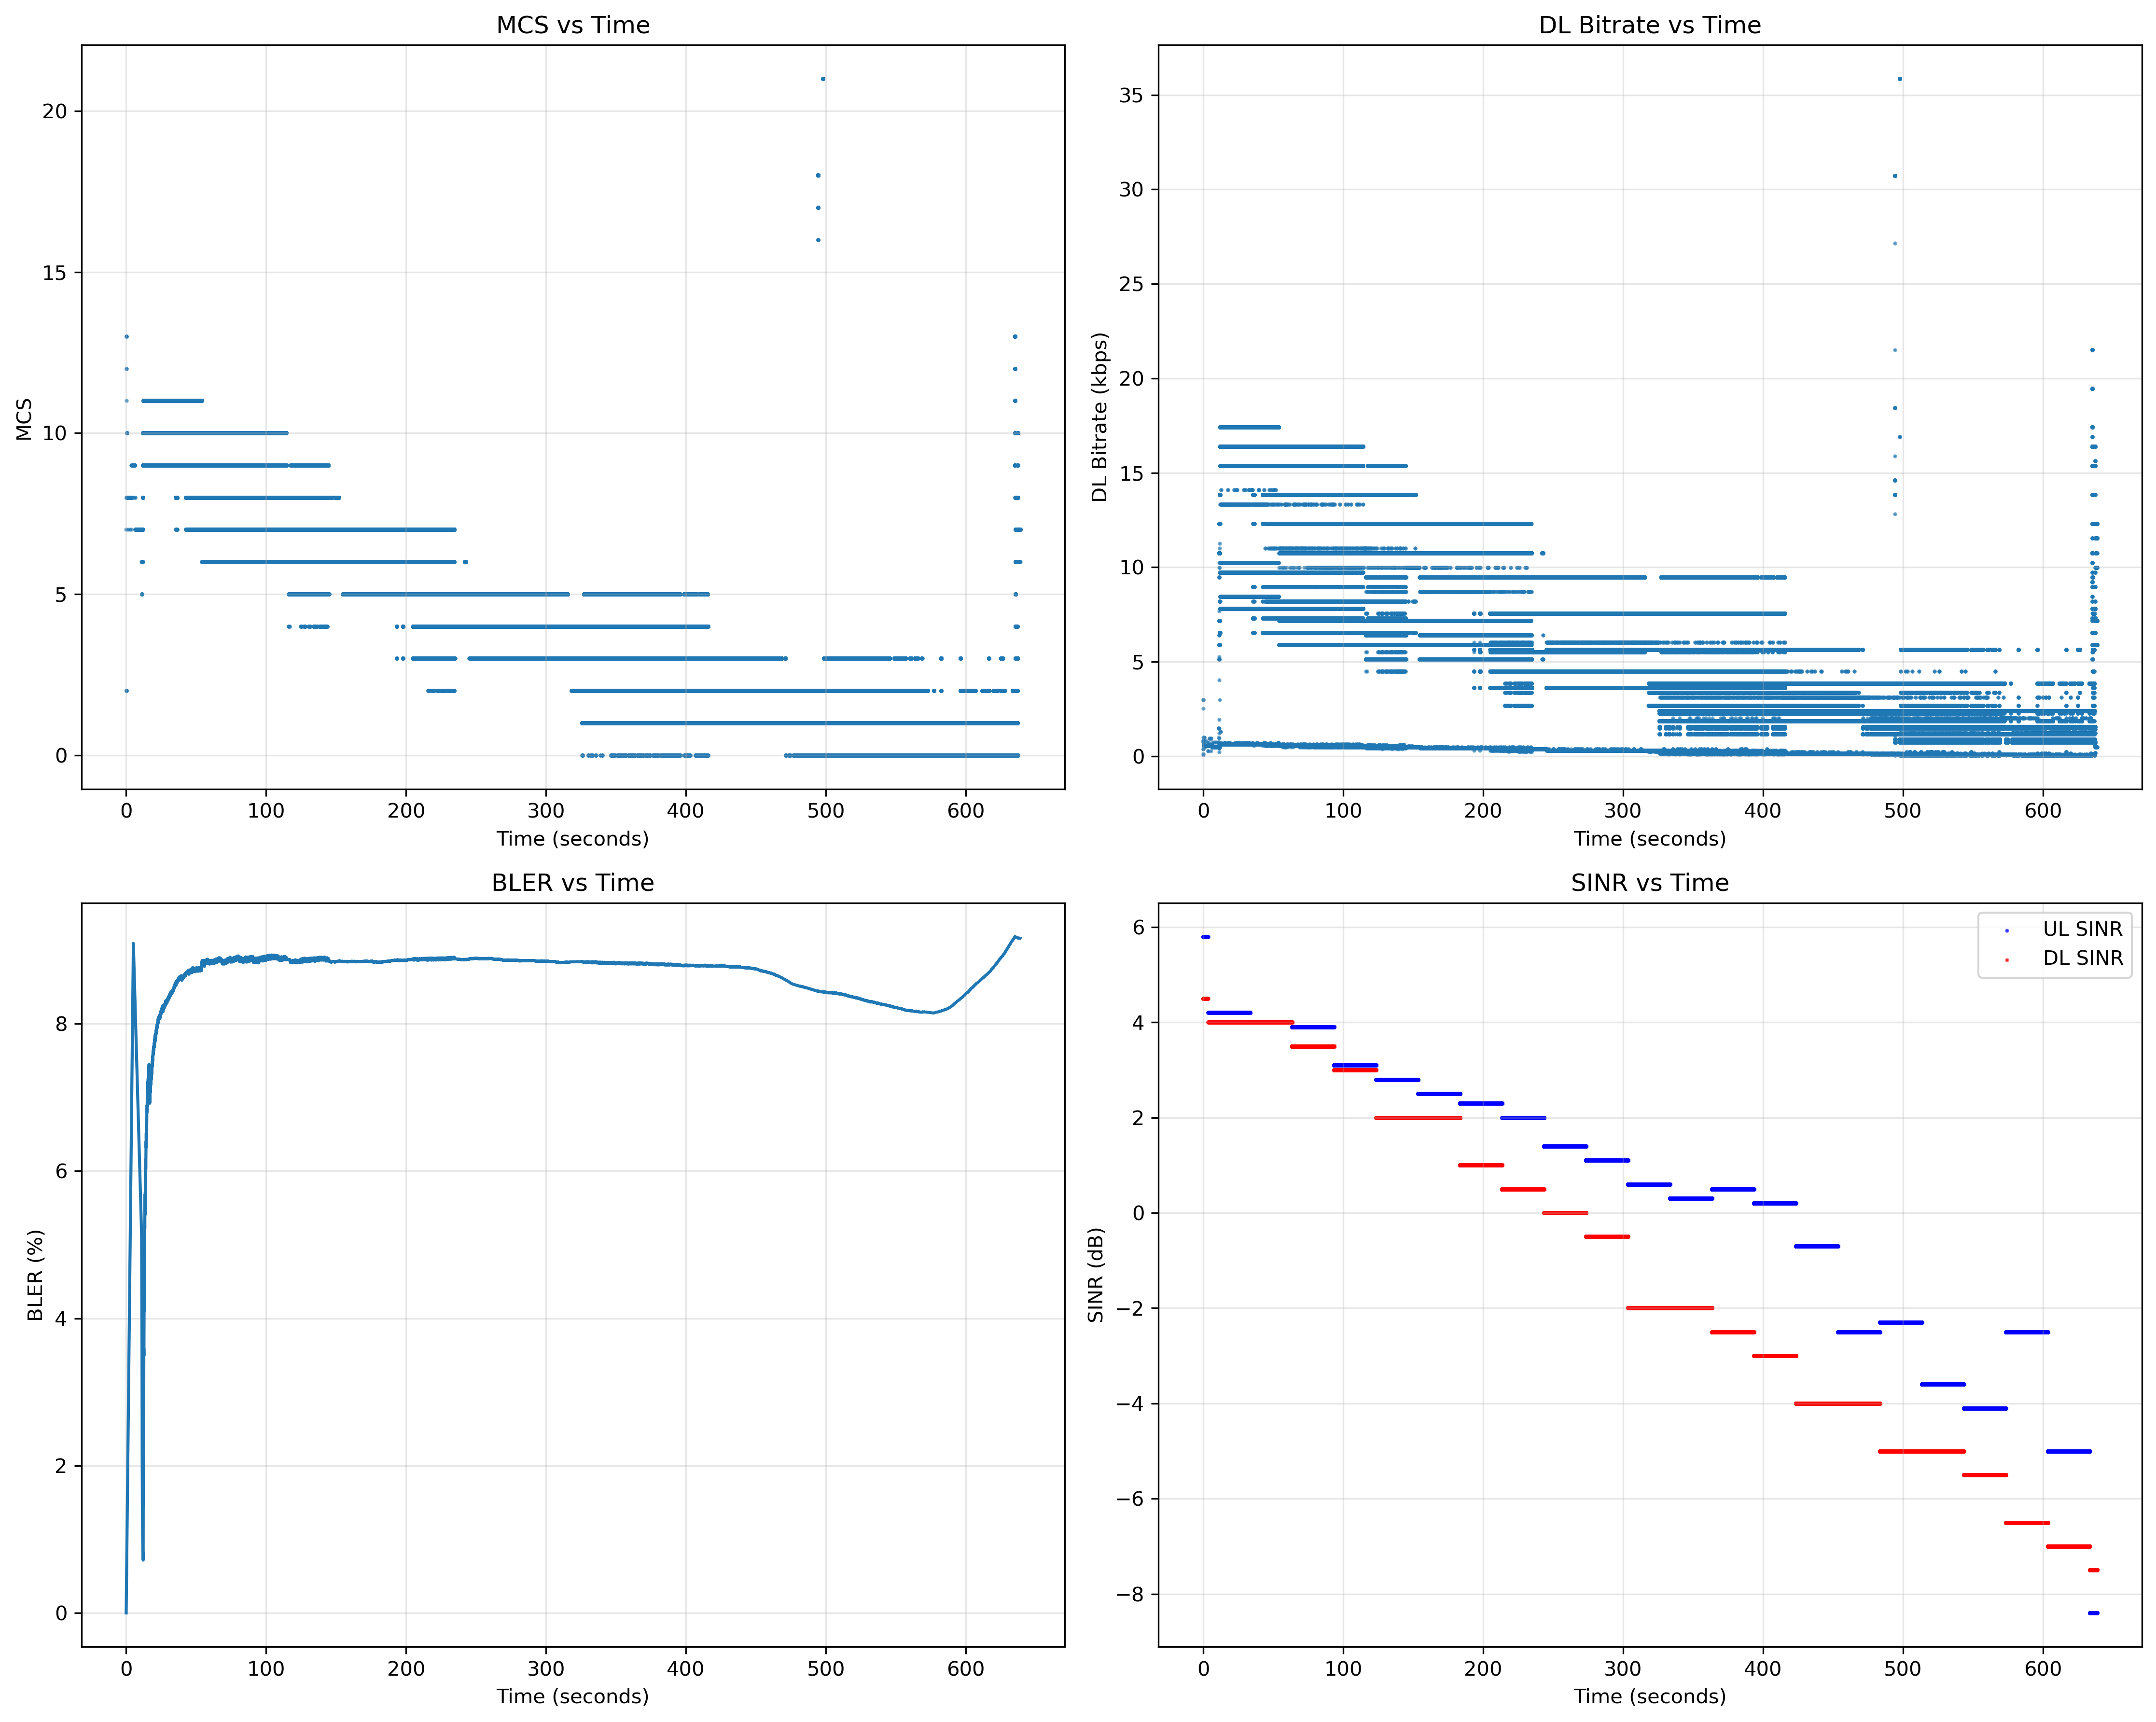 MCS vs Time
20
15
10
5
0
MCS
0 100 200 300 400 500 600
Time (seconds)
DL Bitrate vs Time
35
30
25
20
15
10
5
0
DL Bitrate (kbps)
0 100 200 300 400 500 600
Time (seconds)
BLER vs Time
8
6
4
2
0
BLER (%)
0 100 200 300 400 500 600
Time (seconds)
SINR vs Time
UL SINR
DL SINR
6
4
2
0
−2
−4
−6
−8
SINR (dB)
0 100 200 300 400 500 600
Time (seconds)